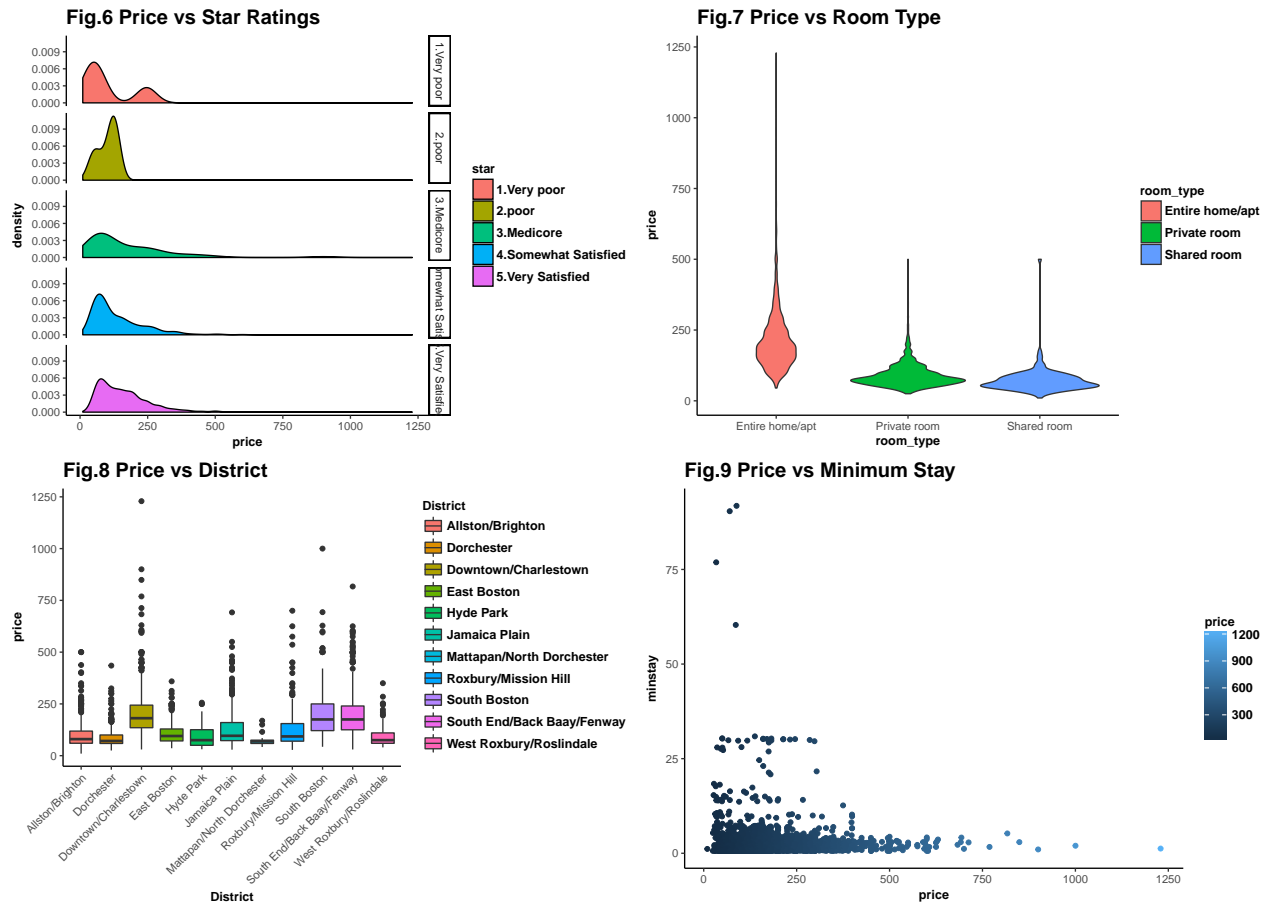 Fig.6 Price vs Star Ratings
density
0.009
0.006
0.003
0.000
1.Very poor
0.009
0.006
0.003
0.000
2.poor
0.009
0.006
0.003
0.000
3.Medicore
0.009
0.006
0.003
0.000
mewhat Satis
0.009
0.006
0.003
0.000
.Very Satisfie
0 250 500 750 1000 1250
price
star
1.Very poor
2.poor
3.Medicore
4.Somewhat Satisfied
5.Very Satisfied
Fig.7 Price vs Room Type
price
1250
1000
750
500
250
0
Entire home/apt Private room Shared room
room_type
room_type
Entire home/apt
Private room
Shared room
Fig.8 Price vs District
price
1250
1000
750
500
250
0
Allston/Brighton
Dorchester
Downtown/Charlestown
East Boston
Hyde Park
Jamaica Plain
Mattapan/North Dorchester
Roxbury/Mission Hill
South Boston
South End/Back Baay/Fenway
West Roxbury/Roslindale
District
District
Allston/Brighton
Dorchester
Downtown/Charlestown
East Boston
Hyde Park
Jamaica Plain
Mattapan/North Dorchester
Roxbury/Mission Hill
South Boston
South End/Back Baay/Fenway
West Roxbury/Roslindale
Fig.9 Price vs Minimum Stay
minstay
75
50
25
0
0 250 500 750 1000 1250
price
price
1200
900
600
300